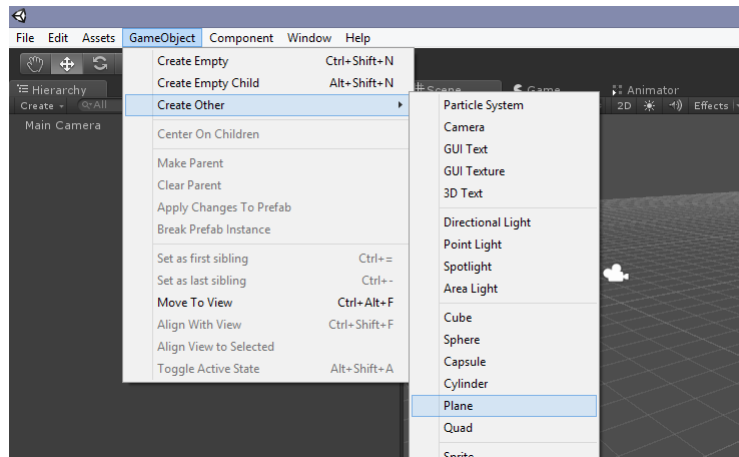 File Edit Assets GameObject Component Window Help
Hierarchy
Create All
Main Camera
Create Empty Ctrl+Shift+N
Create Empty Child Alt+Shift+N
Create Other
Center On Children
Make Parent
Clear Parent
Apply Changes To Prefab
Break Prefab Instance
Set as first sibling Ctrl+=
Set as last sibling Ctrl+-
Move To View Ctrl+Alt+F
Align With View Ctrl+Shift+F
Align View to Selected
Toggle Active State Alt+Shift+A
Scene Game Animator
2D Effects
Particle System
Camera
GUI Text
GUI Texture
3D Text
Directional Light
Point Light
Spotlight
Area Light
Cube
Sphere
Capsule
Cylinder
Plane
Quad
Sprite